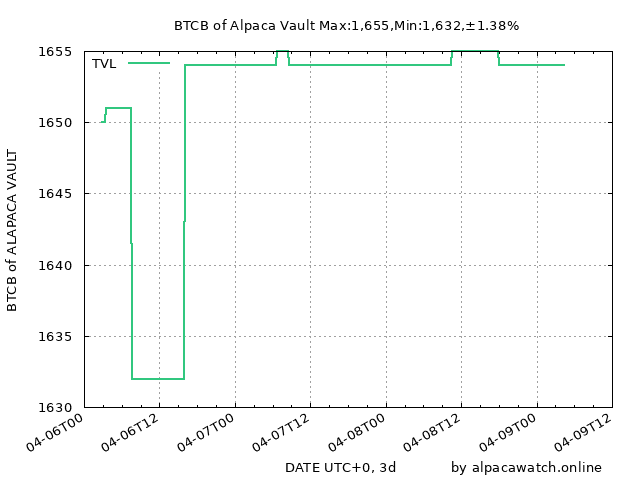 BTCB of Alpaca Vault Max:1,655,Min:1,632,±1.38%
1655
TVL
1650
1645
1640
1635
1630
BTCB of ALAPACA VAULT
04-06T00
04-06T12
04-07T00
04-07T12
04-08T00
04-08T12
04-09T00
04-09T12
DATE UTC+0, 3d
by alpacawatch.online